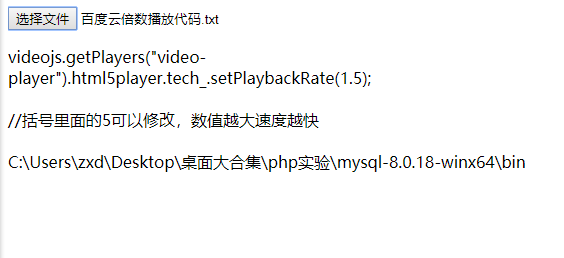 选择文件 百度云倍数播放代码.txt
videojs.getPlayers("video-
player").html5player.tech_.setPlaybackRate(1.5);
//括号里面的5可以修改，数值越大速度越快
C:\Users\zxd\Desktop\桌面大合集\php实验\mysql-8.0.18-winx64\bin